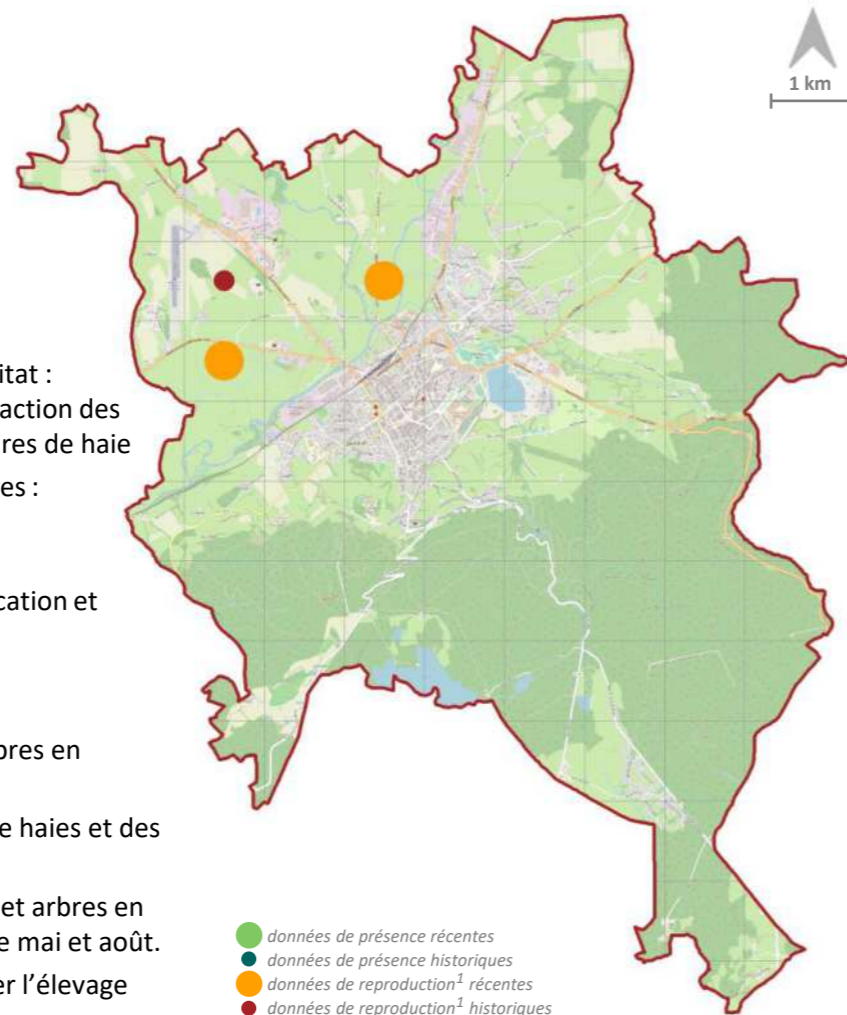 1 km
itat :
action des
res de haie
es :
cation et
bres en
e haies et des
et arbres en
e mai et août.
er l’élevage
données de présence récentes
données de présence historiques
données de reproduction¹ récentes
données de reproduction¹ historiques